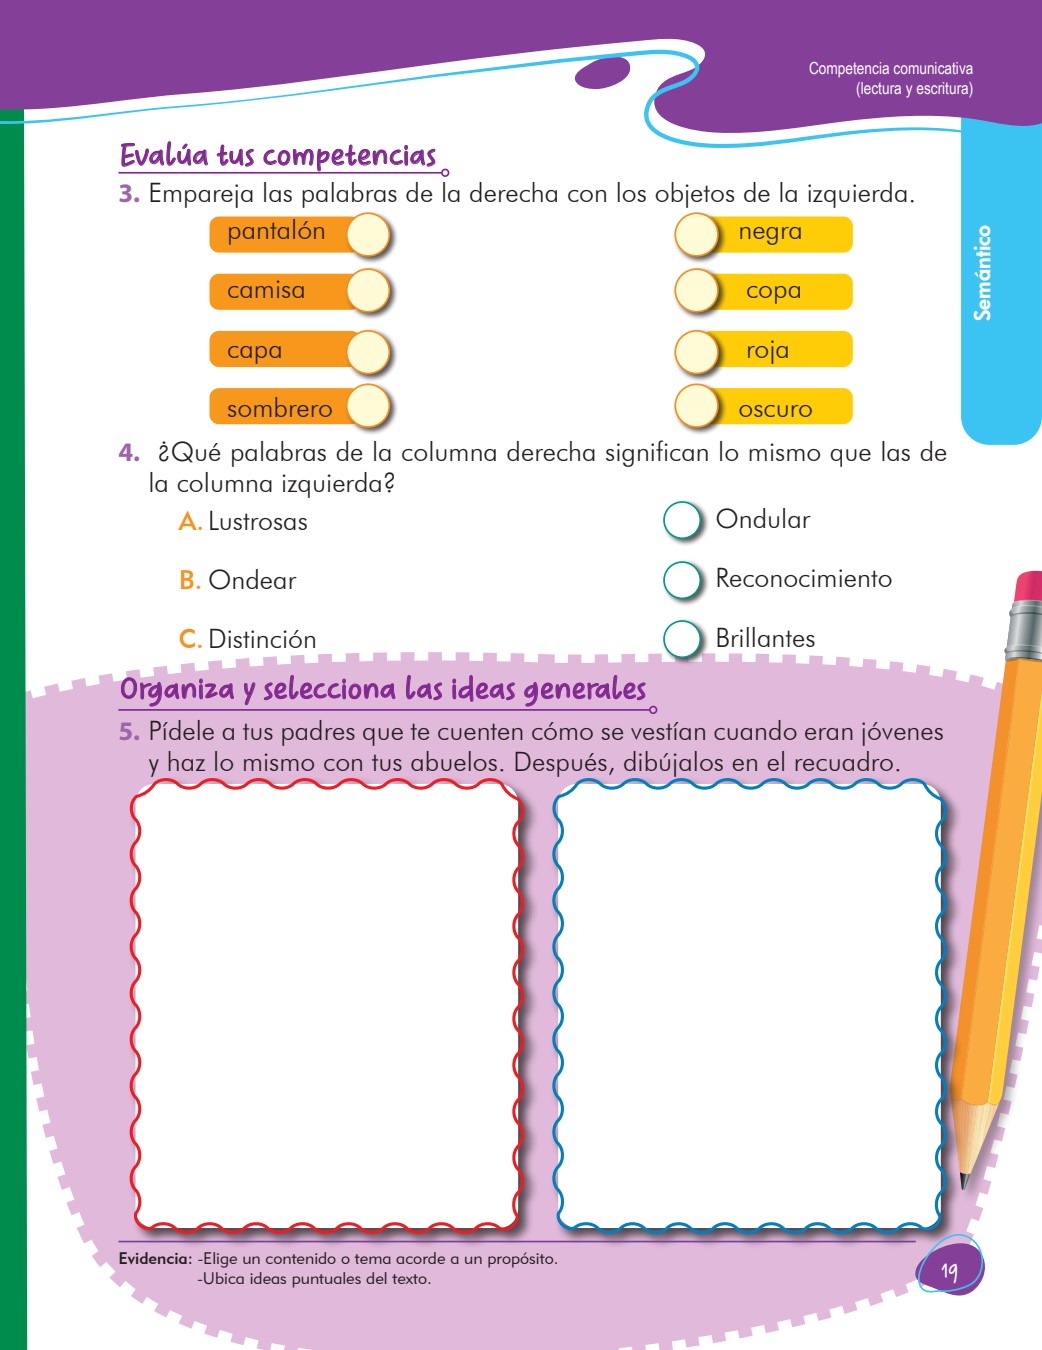 Competencia comunicativa
(lectura y escritura)
Semántico
Evalúa tus competencias
3. Empareja las palabras de la derecha con los objetos de la izquierda.
pantalón negra
camisa copa
capa roja
sombrero oscuro
4. ¿Qué palabras de la columna derecha significan lo mismo que las de
la columna izquierda?
A. Lustrosas Ondular
B. Ondear Reconocimiento
C. Distinción Brillantes
Organiza y selecciona las ideas generales
5. Pídele a tus padres que te cuenten cómo se vestían cuando eran jóvenes
y haz lo mismo con tus abuelos. Después, dibújalos en el recuadro.
Evidencia: -Elige un contenido o tema acorde a un propósito.
-Ubica ideas puntuales del texto.
19